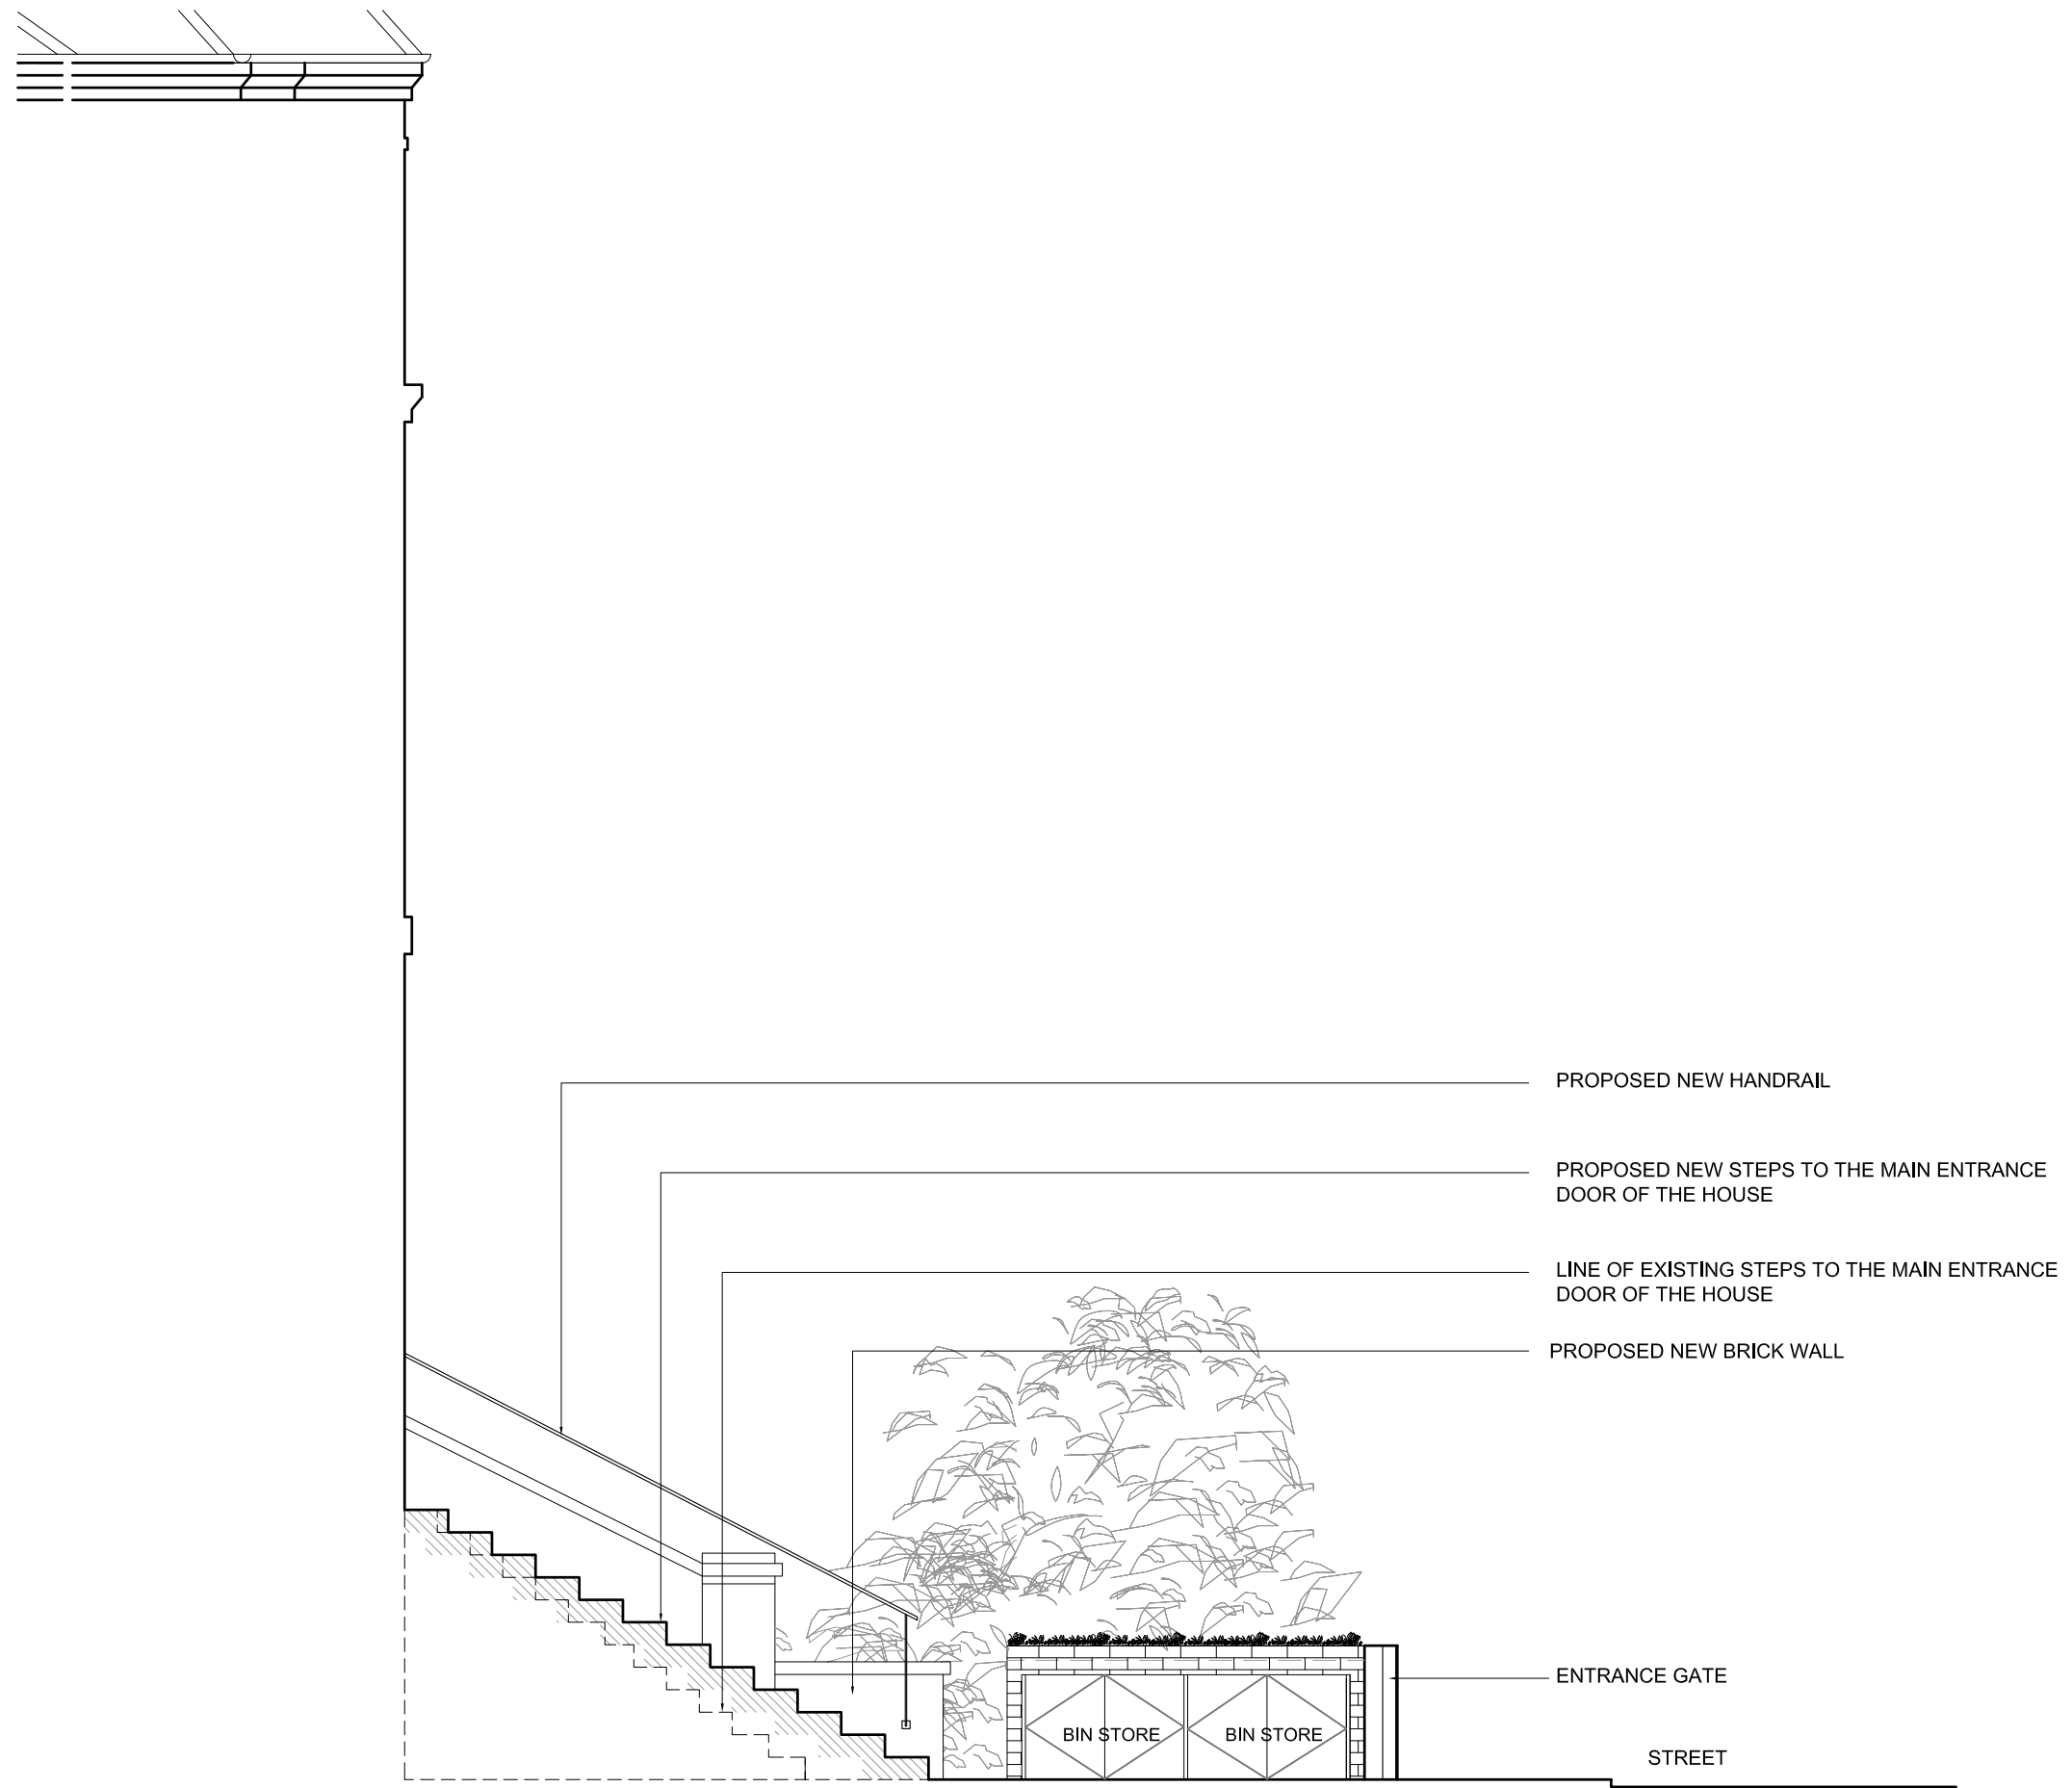 PROPOSED NEW HANDRAIL
PROPOSED NEW STEPS TO THE MAIN ENTRANCE
DOOR OF THE HOUSE
LINE OF EXISTING STEPS TO THE MAIN ENTRANCE
DOOR OF THE HOUSE
PROPOSED NEW BRICK WALL
ENTRANCE GATE
BIN STORE
BIN STORE
STREET